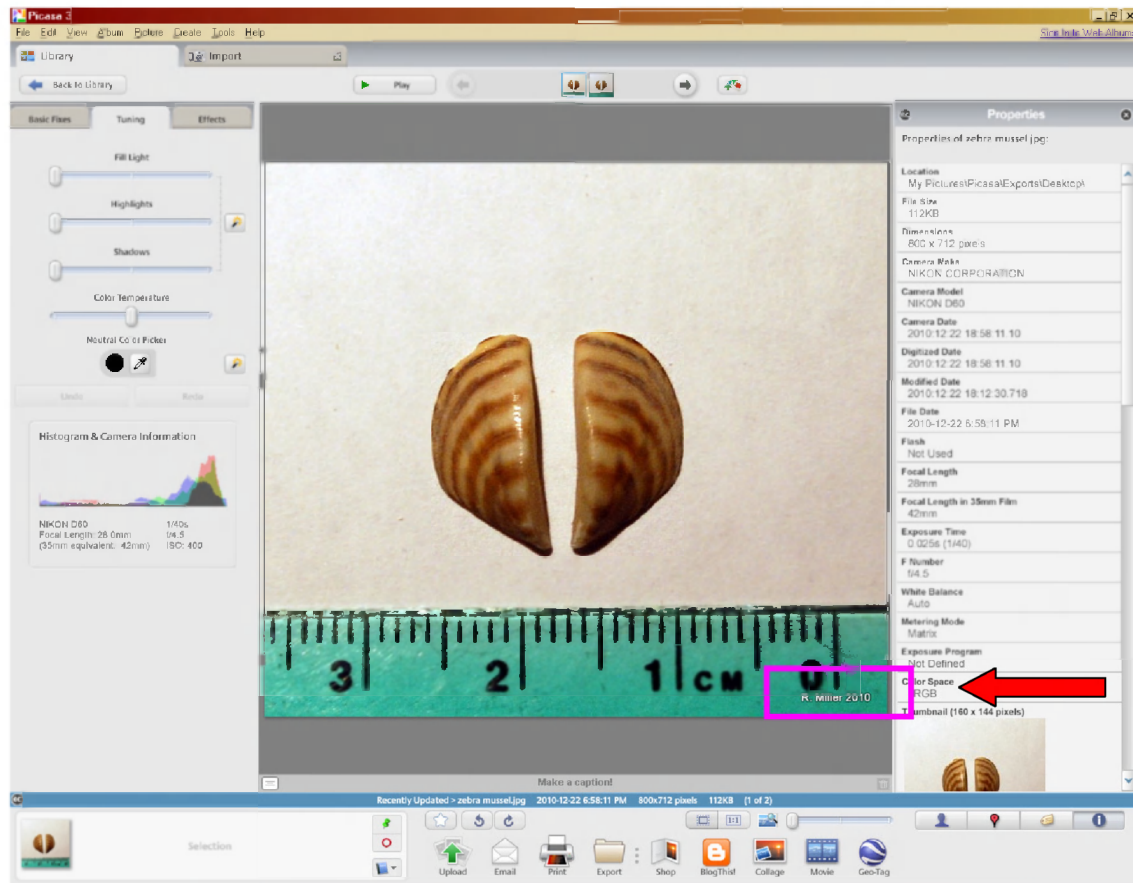 Picasa 3
File Edit View Album Picture Create Tools Help
Sign In to Web Albums
Library
Import
Back to Library
Play
Basic Fixes
Tuning
Effects
Fill Light
Highlights
Shadows
Color Temperature
Neutral Color Picker
Undo
Redo
Histogram & Camera Information
NIKON D60
1/40s
Focal Length: 28.0mm
f/4.5
(35mm equivalent: 42mm)
ISO: 400
3 2 1 CM 0
R. Miller 2010
Make a caption!
Properties
Properties of zebra mussel.jpg:
Location
My Pictures\Picasa\Exports\Desktop\
File Size
112KB
Dimensions
800 x 712 pixels
Camera Make
NIKON CORPORATION
Camera Model
NIKON D60
Camera Date
2010:12:22 18:58:11.10
Digitized Date
2010:12:22 18:58:11.10
Modified Date
2010:12:22 18:12:30.718
File Date
2010-12-22 6:58:11 PM
Flash
Not Used
Focal Length
28mm
Focal Length in 35mm Film
42mm
Exposure Time
0.025s (1/40)
F Number
f/4.5
White Balance
Auto
Metering Mode
Matrix
Exposure Program
Not Defined
Color Space
RGB
Thumbnail (160 x 144 pixels)
Recently Updated > zebra mussel.jpg 2010-12-22 6:58:11 PM 800x712 pixels 112KB (1 of 2)
Selection
Upload
Email
Print
Export
Shop
BlogThis!
Collage
Movie
Geo-Tag